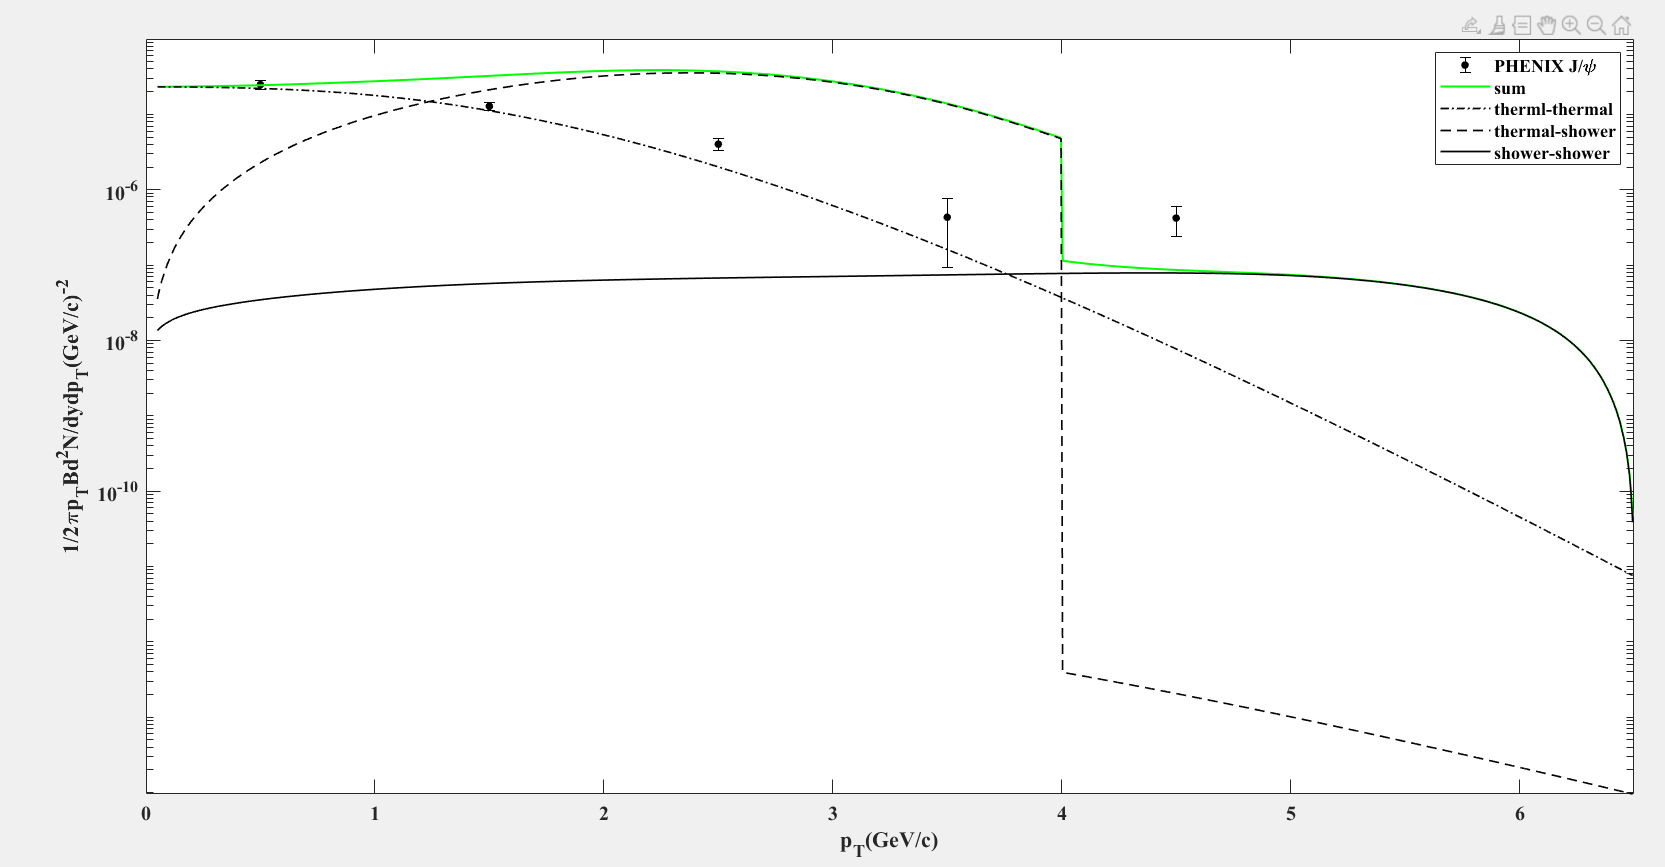 PHENIX J/ψ
sum
therml-thermal
thermal-shower
shower-shower
10^-6
10^-8
10^-10
1/2πp_TBd^2N/dydp_T(GeV/c)^-2
0 1 2 3 4 5 6
p_T(GeV/c)